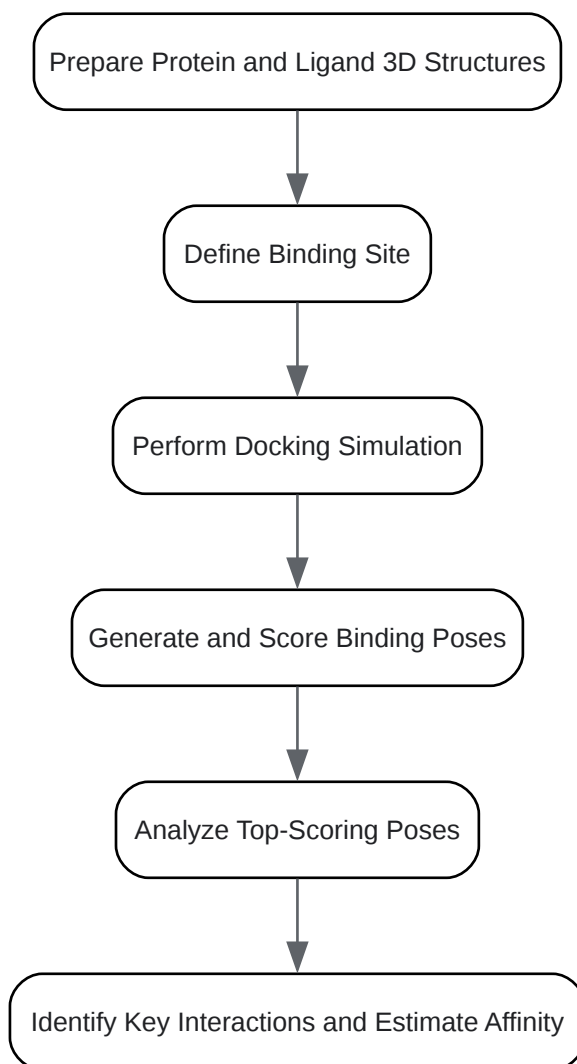 Prepare Protein and Ligand 3D Structures
Define Binding Site
Perform Docking Simulation
Generate and Score Binding Poses
Analyze Top-Scoring Poses
Identify Key Interactions and Estimate Affinity